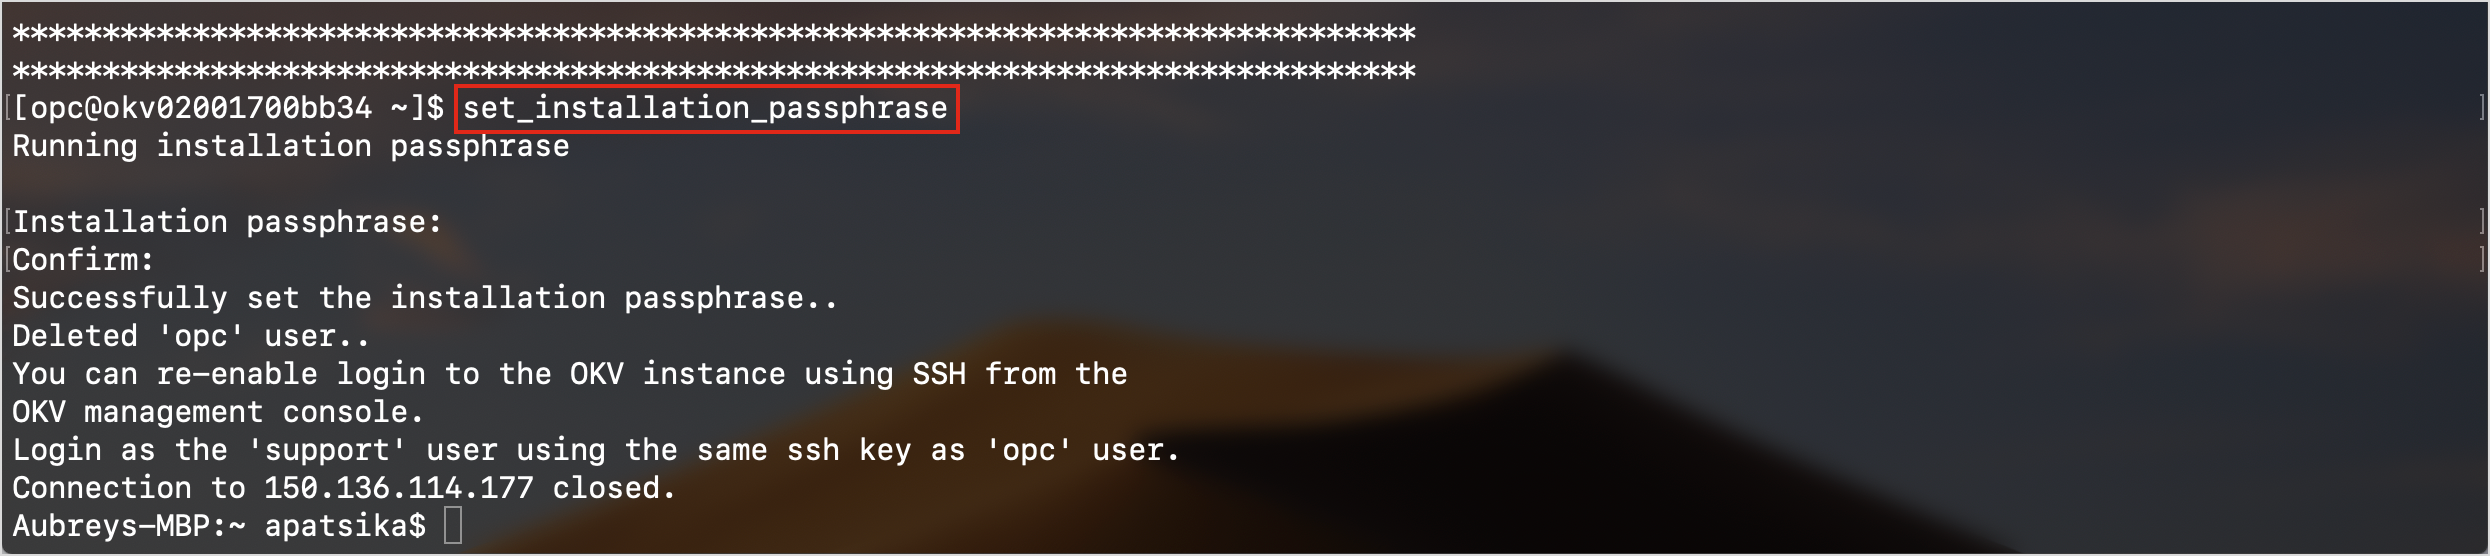 ******************************************************************************
******************************************************************************
[[opc@okv02001700bb34 ~]$ set_installation_passphrase ]
Running installation passphrase
[Installation passphrase: ]
[Confirm: ]
Successfully set the installation passphrase..
Deleted 'opc' user..
You can re-enable login to the OKV instance using SSH from the
OKV management console.
Login as the 'support' user using the same ssh key as 'opc' user.
Connection to 150.136.114.177 closed.
Aubreys-MBP:~ apatsika$